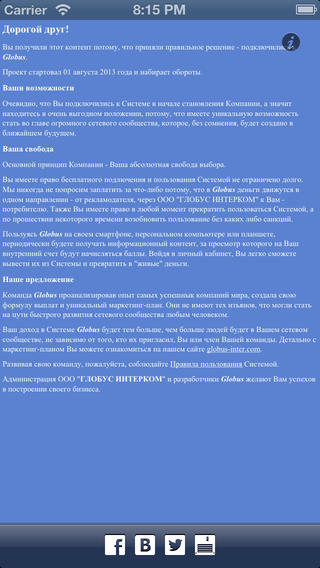 Carrier 8:15 PM
Дорогой друг!
Вы получили этот контент потому, что приняли правильное решение - подключились
Globus.
Проект стартовал 01 августа 2013 года и набирает обороты.
Ваши возможности
Очевидно, что Вы подключились к Системе в начале становления Компании, а значит
находитесь в очень выгодном положении, потому, что имеете уникальную возможность
стать во главе огромного сетевого сообщества, которое, без сомнения, будет создано в
ближайшем будущем.
Ваша свобода
Основной принцип Компании - Ваша абсолютная свобода выбора.
Вы имеете право бесплатного подлючения и пользования Системой не ограничено долго.
Мы никогда не попросим заплатить за что-либо потому, что в Globus деньги движутся в
одном направлении - от рекламодателя, через ООО "ГЛОБУС ИНТЕРКОМ" к Вам -
потребителю. Также Вы имеете право в любой момент прекратить пользоваться Системой, а
по прошествии некоторого времени возобновить пользование без каких либо санкций.
Пользуясь Globus на своем смартфоне, персональном компьютере или планшете,
периодически будете получать информационный контент, за просмотр которого на Ваш
внутренний счет будут начисляться баллы. Войдя в личный кабинет, Вы легко сможете
вывести их из Системы и превратить в "живые" деньги.
Наше предложение
Команда Globus проанализировав опыт самых успешных компаний мира, создала свою
формулу выплат и уникальный маркетинг-план. Они не имеют тех изъянов, что могли стать
на пути быстрого развития сетевого сообщества любым человеком.
Ваш доход в Системе Globus будет тем больше, чем больше людей будет в Вашем сетевом
сообществе, не зависимо от того, кто их пригласил, Вы или член Вашей команды. Детально с
маркетинг-планом Вы можете ознакомиться на нашем сайте globus-inter.com.
Развивая свою команду, пожалуйста, соблюдайте Правила пользования Системой.
Администрация ООО "ГЛОБУС ИНТЕРКОМ" и разработчики Globus желают Вам успехов
в построении своего бизнеса.